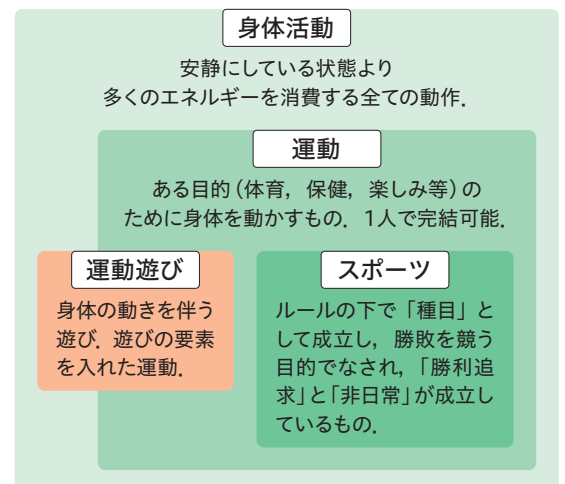 身体活動
安静にしている状態より
多くのエネルギーを消費する全ての動作．
運動
ある目的（体育，保健，楽しみ等）の
ために身体を動かすもの．1人で完結可能．
運動遊び
身体の動きを伴う
遊び．遊びの要素
を入れた運動．
スポーツ
ルールの下で「種目」と
して成立し，勝敗を競う
目的でなされ，「勝利追
求」と「非日常」が成立し
ているもの．